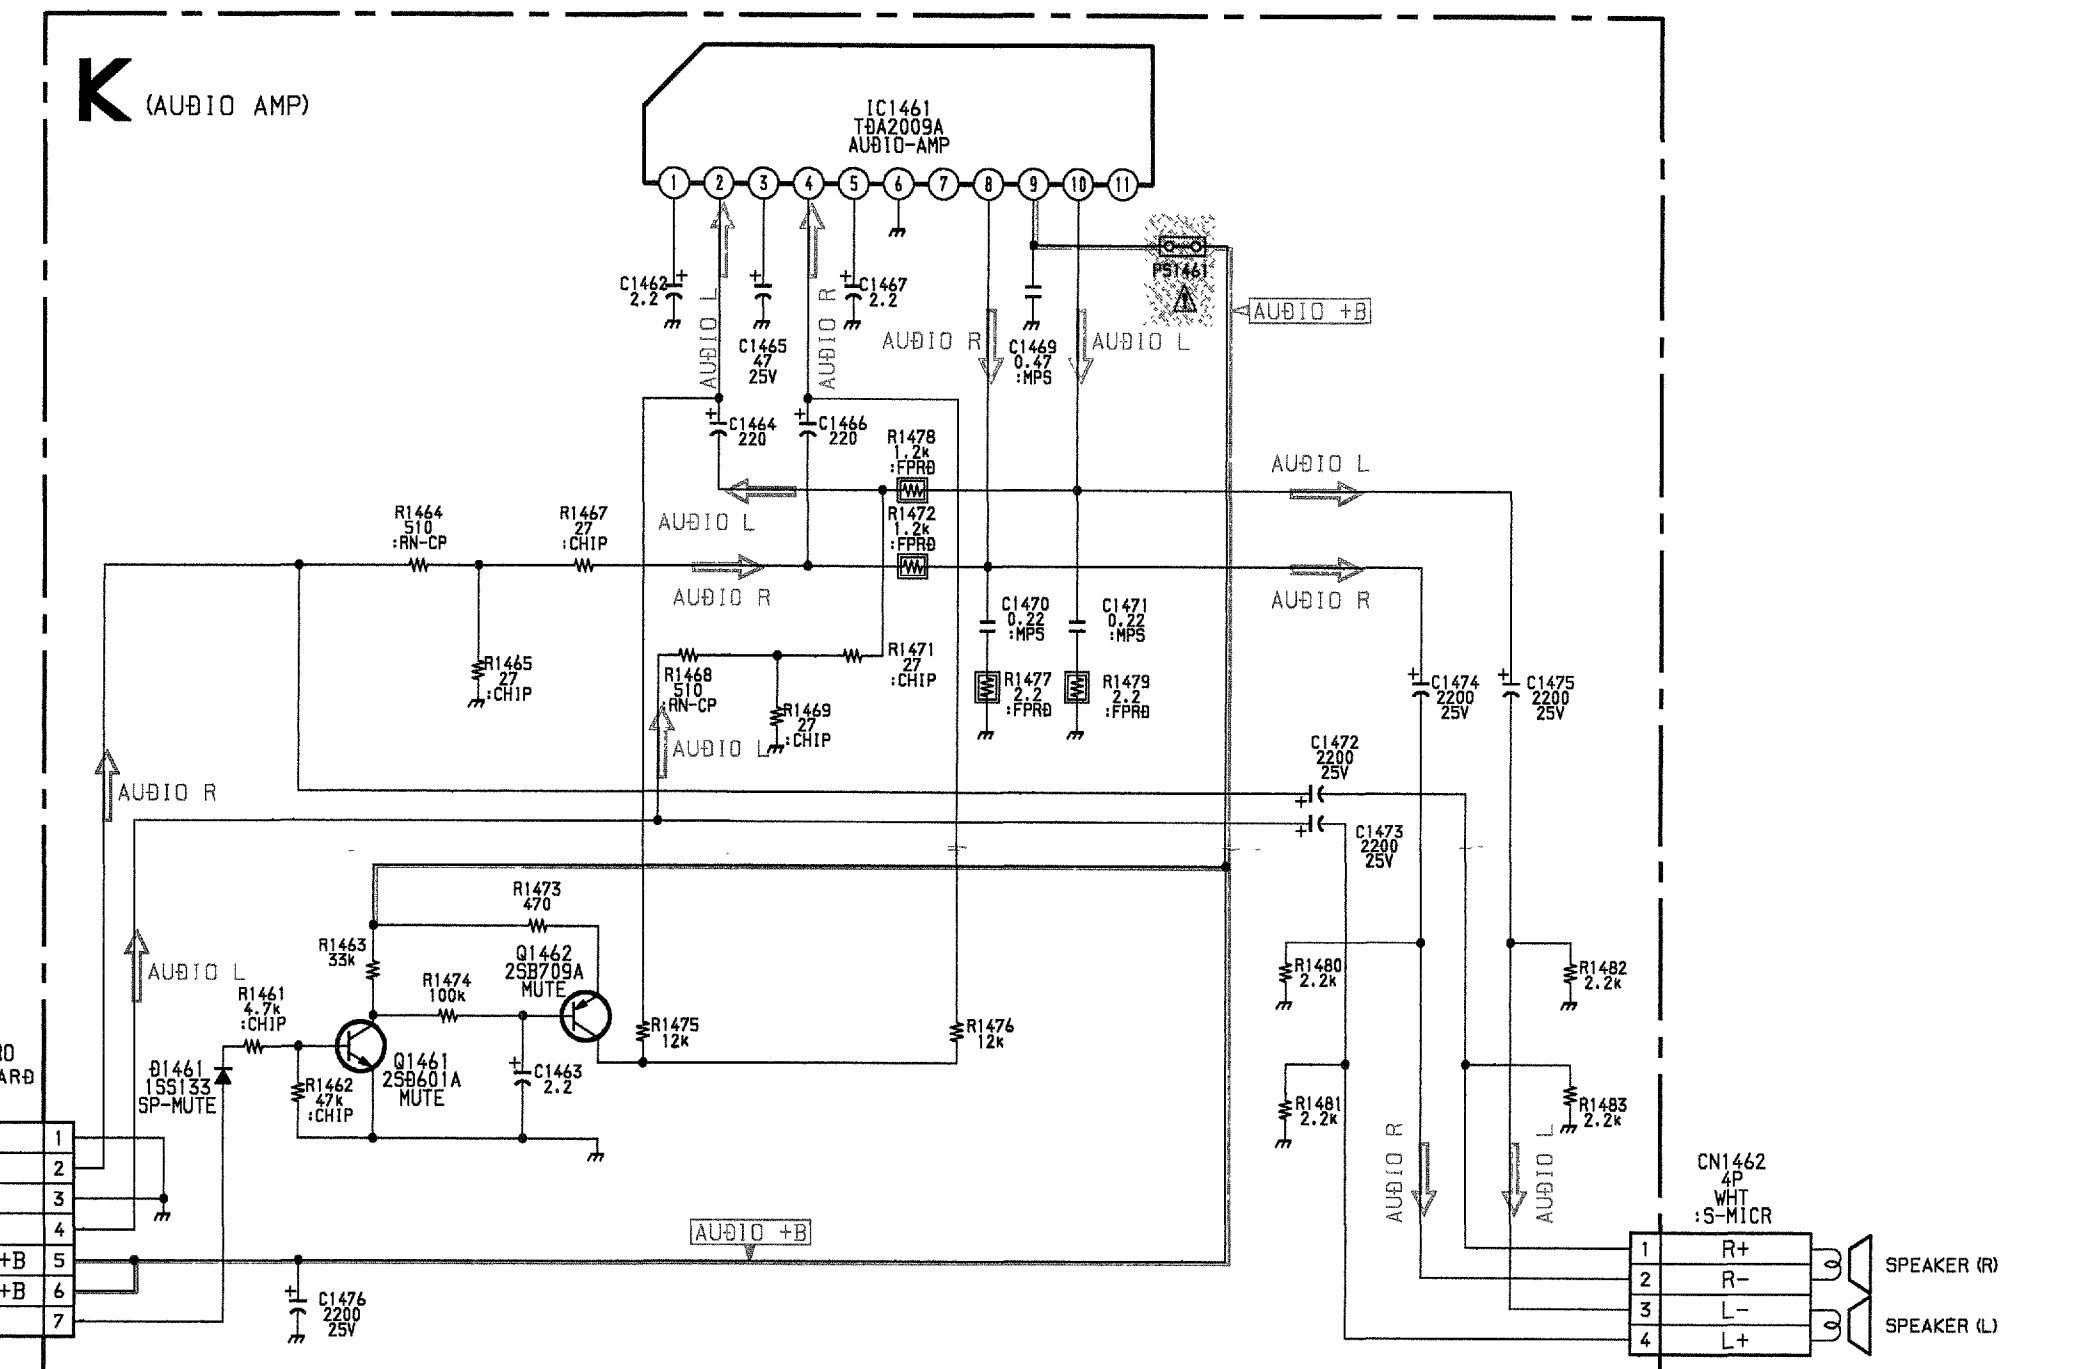 K (AUDIO AMP)
IC1461
TDA2009A
AUDIO-AMP
1 2 3 4 5 6 7 8 9 10 11
C1462
2.2
AUDIO L
C1465
47
25V
AUDIO R
C1467
2.2
AUDIO R
C1469
0.47
:MPS
AUDIO L
PS1461
AUDIO +B
C1464
220
C1466
220
R1478
1.2k
:FPRD
AUDIO L
AUDIO L
R1472
1.2k
:FPRD
R1464
510
:RN-CP
R1467
27
:CHIP
AUDIO R
AUDIO R
R1465
27
:CHIP
R1468
510
:RN-CP
R1469
27
:CHIP
R1471
27
:CHIP
C1470
0.22
:MPS
C1471
0.22
:MPS
R1477
2.2
:FPRD
R1479
2.2
:FPRD
C1474
2200
25V
C1475
2200
25V
AUDIO L
AUDIO R
C1472
2200
25V
C1473
2200
25V
R1473
470
R1463
33k
Q1462
2SB709A
MUTE
R1474
100k
AUDIO L
R1461
4.7k
:CHIP
R1475
12k
R1476
12k
D1461
1SS133
SP-MUTE
R1462
47k
:CHIP
Q1461
2SD601A
MUTE
C1463
2.2
R1480
2.2k
R1482
2.2k
R1481
2.2k
R1483
2.2k
AUDIO R
AUDIO L
RO
ARD
1
2
3
4
+B 5
+B 6
7
AUDIO +B
C1476
2200
25V
CN1462
4P
WHT
:S-MICR
1 R+
2 R-
3 L-
4 L+
SPEAKER (R)
SPEAKER (L)